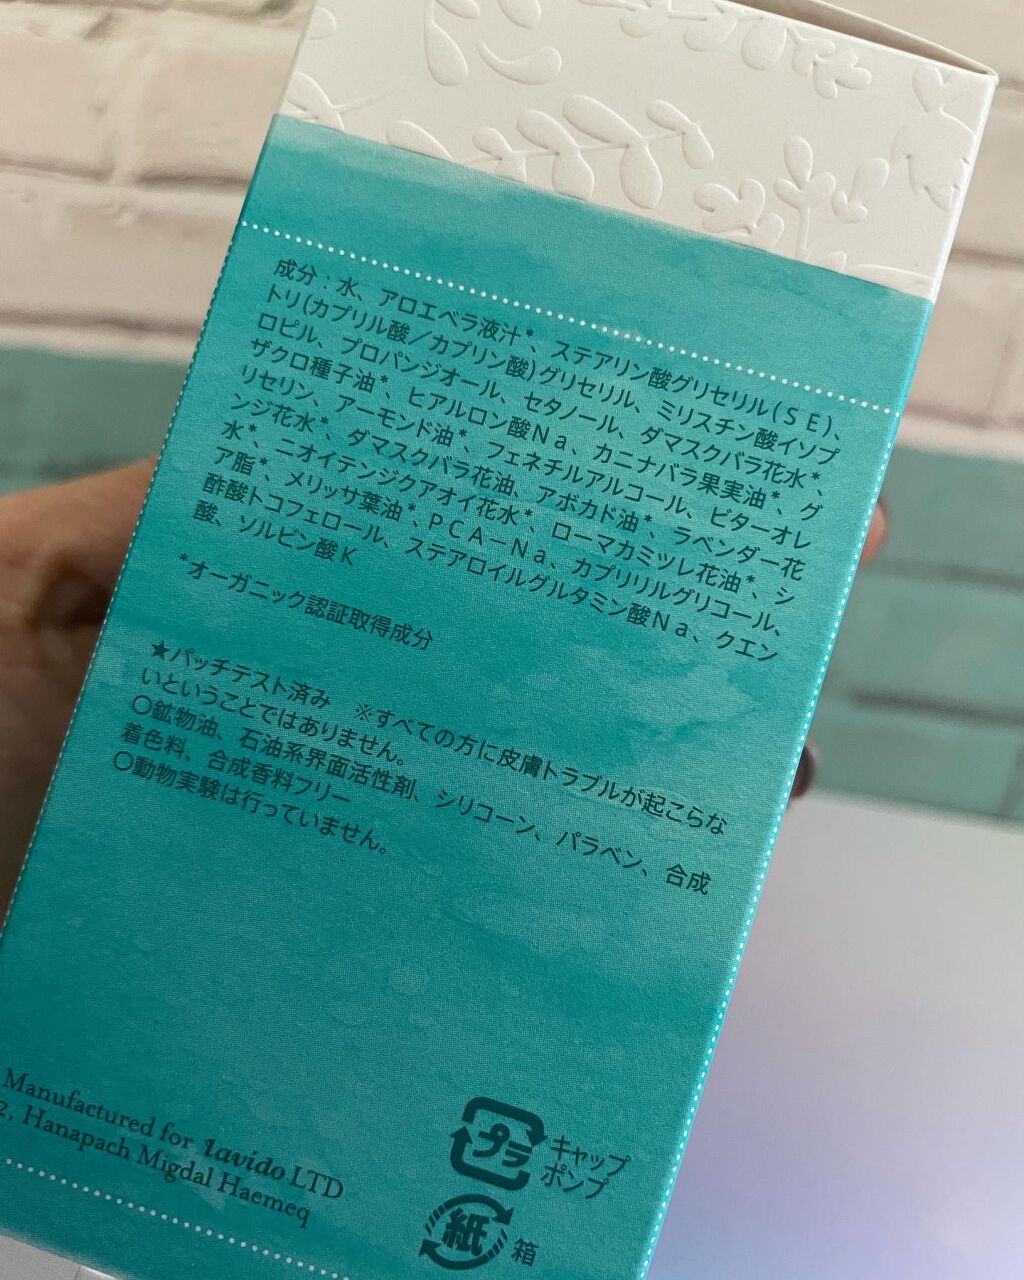 成分：水、アロエベラ液汁*、ステアリン酸グリセリル(ＳＥ)、
トリ(カプリル酸／カプリン酸)グリセリル、ミリスチン酸イソプ
ロピル、プロパンジオール、セタノール、ダマスクバラ花水*、
ザクロ種子油*、ヒアルロン酸Ｎａ、カニナバラ果実油*、グ
リセリン、アーモンド油*、フェネチルアルコール、ビターオレ
ンジ花水*、ダマスクバラ花油、アボカド油*、ラベンダー花
水*、ニオイテンジクアオイ花水*、ローマカミツレ花油*、シ
ア脂*、メリッサ葉油*、ＰＣＡ－Ｎａ、カプリリルグリコール、
酢酸トコフェロール、ステアロイルグルタミン酸Ｎａ、クエン
酸、ソルビン酸Ｋ
*オーガニック認証取得成分
★パッチテスト済み　※すべての方に皮膚トラブルが起こらな
いということではありません。
〇鉱物油、石油系界面活性剤、シリコーン、パラベン、合成
着色料、合成香料フリー
〇動物実験は行っていません。
Manufactured for lavido LTD
2, Hanapach Migdal Haemeq
プラ
キャップ
ポンプ
紙
箱